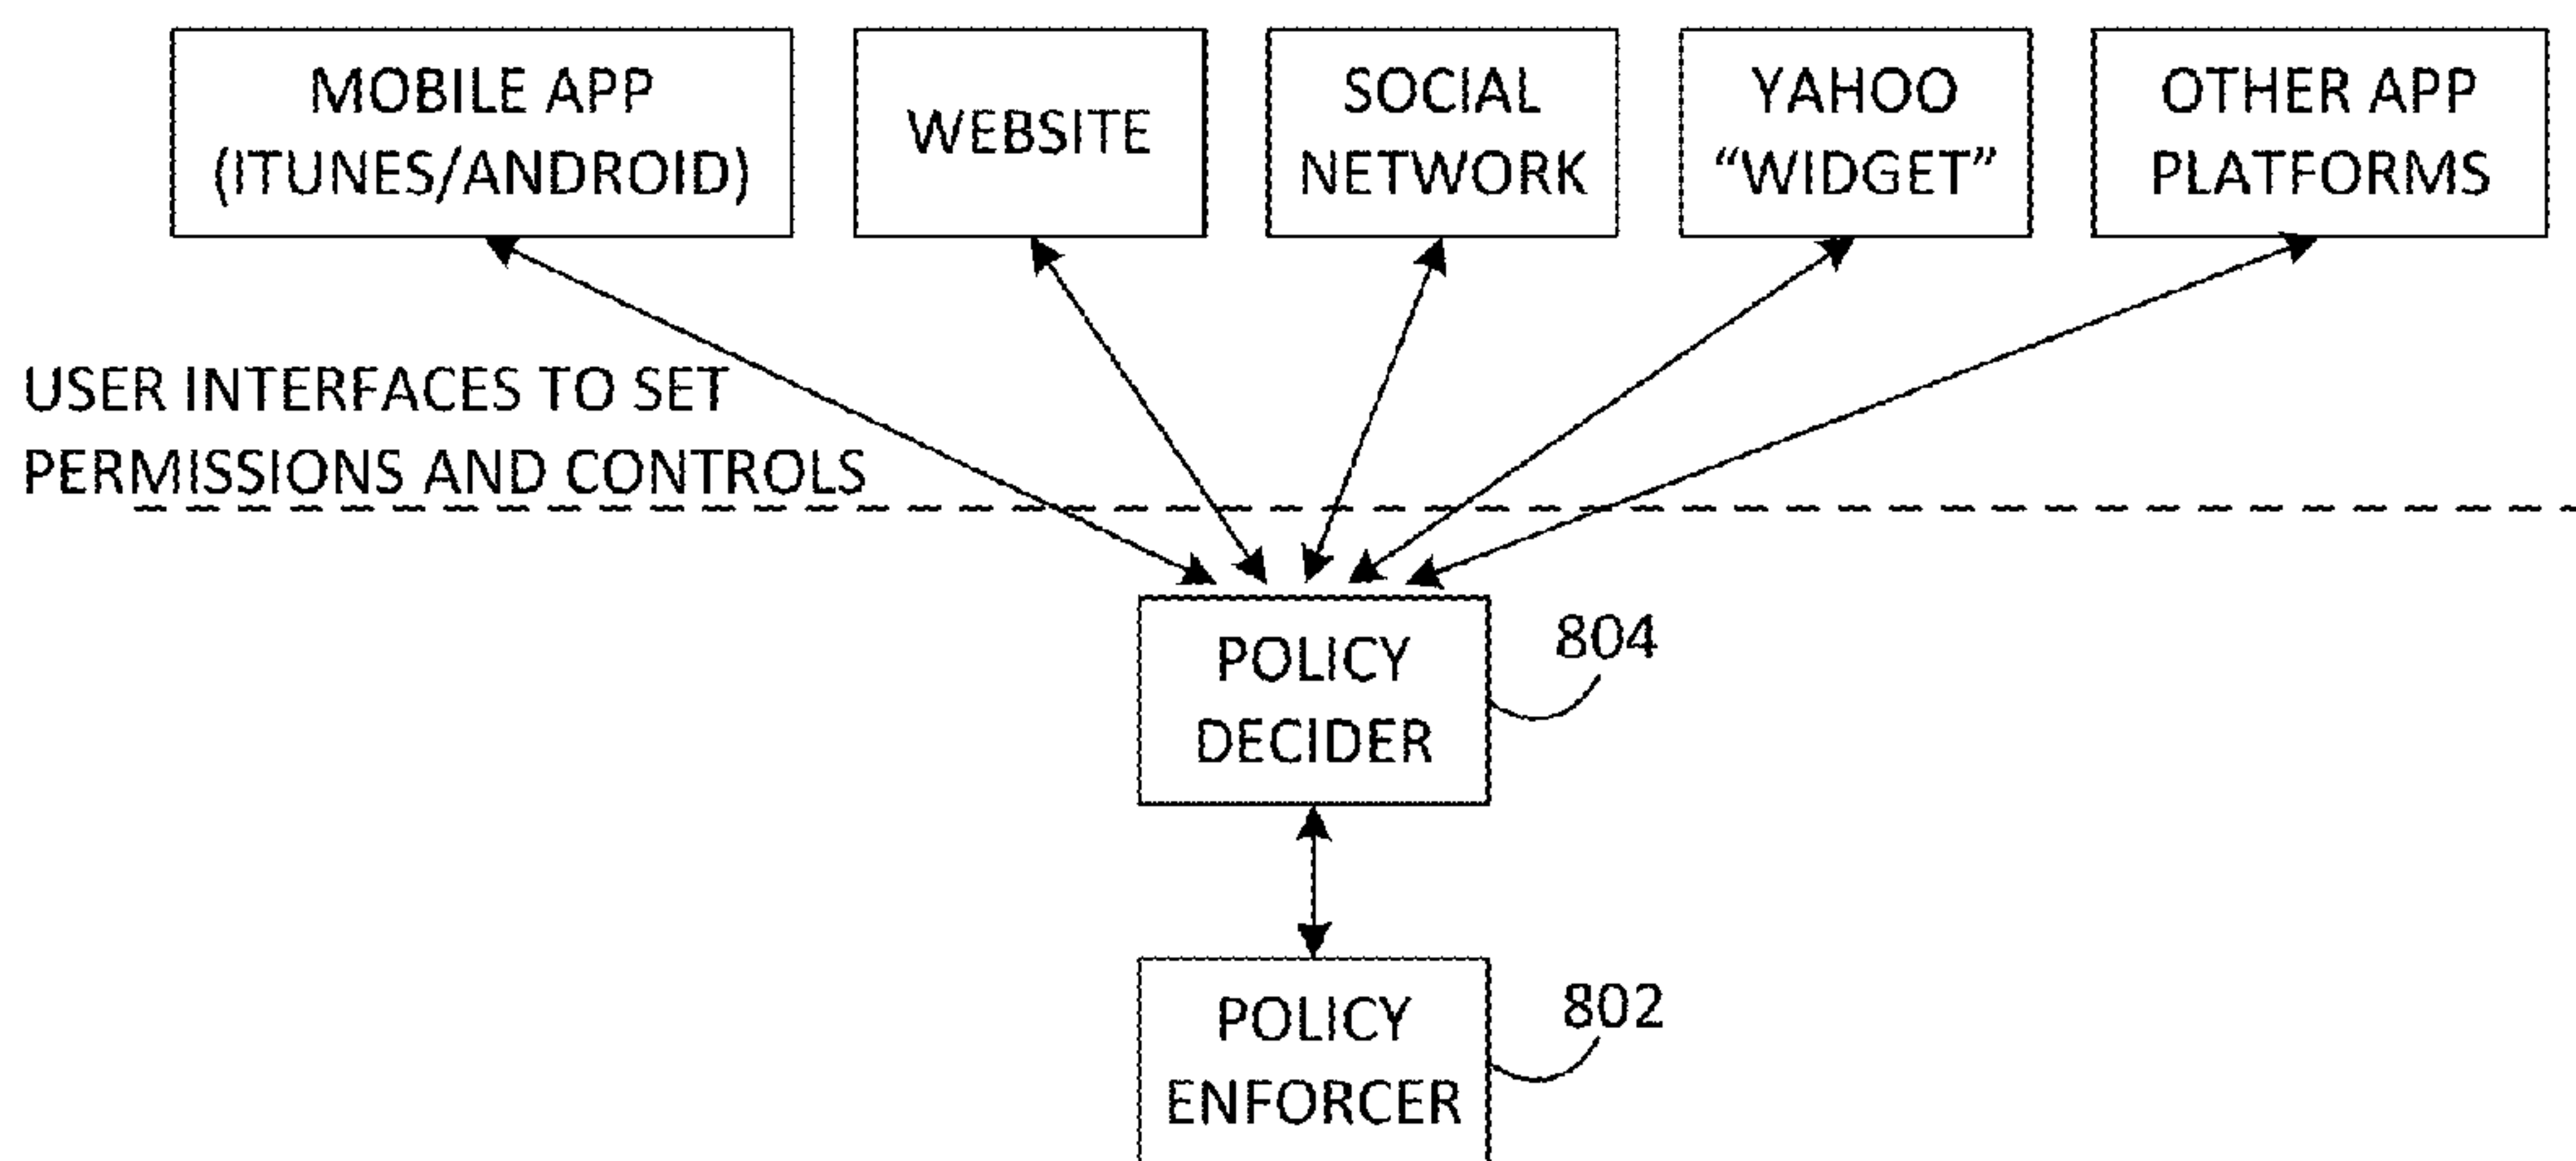 MOBILE APP
(ITUNES/ANDROID)
WEBSITE
SOCIAL
NETWORK
YAHOO
“WIDGET”
OTHER APP
PLATFORMS
USER INTERFACES TO SET
PERMISSIONS AND CONTROLS
POLICY
DECIDER
804
POLICY
ENFORCER
802